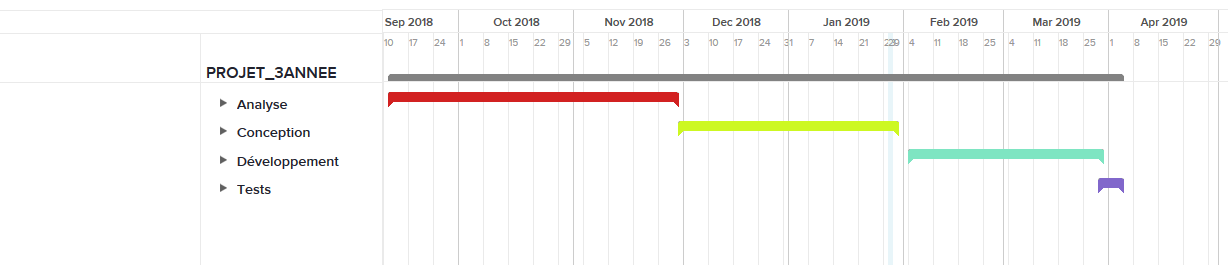 Sep 2018 Oct 2018 Nov 2018 Dec 2018 Jan 2019 Feb 2019 Mar 2019 Apr 2019
10 17 24 1 8 15 22 29 5 12 19 26 3 10 17 24 31 7 14 21 28 4 11 18 25 4 11 18 25 1 8 15 22 29
PROJET_3ANNEE
Analyse
Conception
Développement
Tests